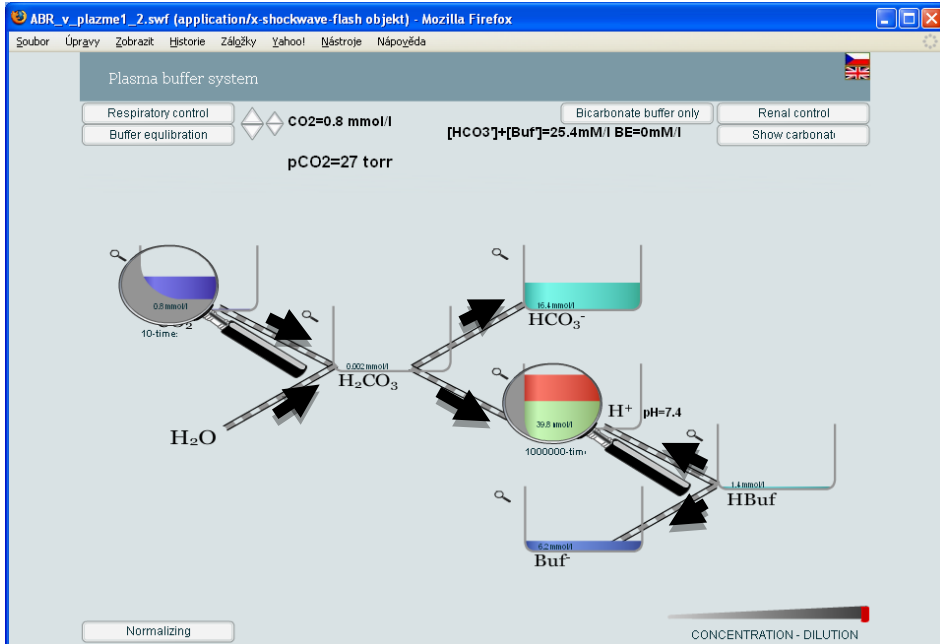 ABR_v_plazme1_2.swf (application/x-shockwave-flash objekt) - Mozilla Firefox
Soubor Úpravy Zobrazit Historie Záložky Yahoo! Nástroje Nápověda
Plasma buffer system
Respiratory control
Buffer equlibration
CO2=0.8 mmol/l
pCO2=27 torr
Bicarbonate buffer only
Renal control
[HCO3⁻]+[Buf⁻]=25.4mM/l BE=0mM/l
Show carbonate
0.8 mmol/l
10-time:
0.002 mmol/l
H₂CO₃
H₂O
16.4 mmol/l
HCO₃⁻
39.8 nmol/l
H⁺ pH=7.4
1000000-tim
1.4 mmol/l
HBuf
6.2 mmol/l
Buf⁻
Normalizing
CONCENTRATION - DILUTION